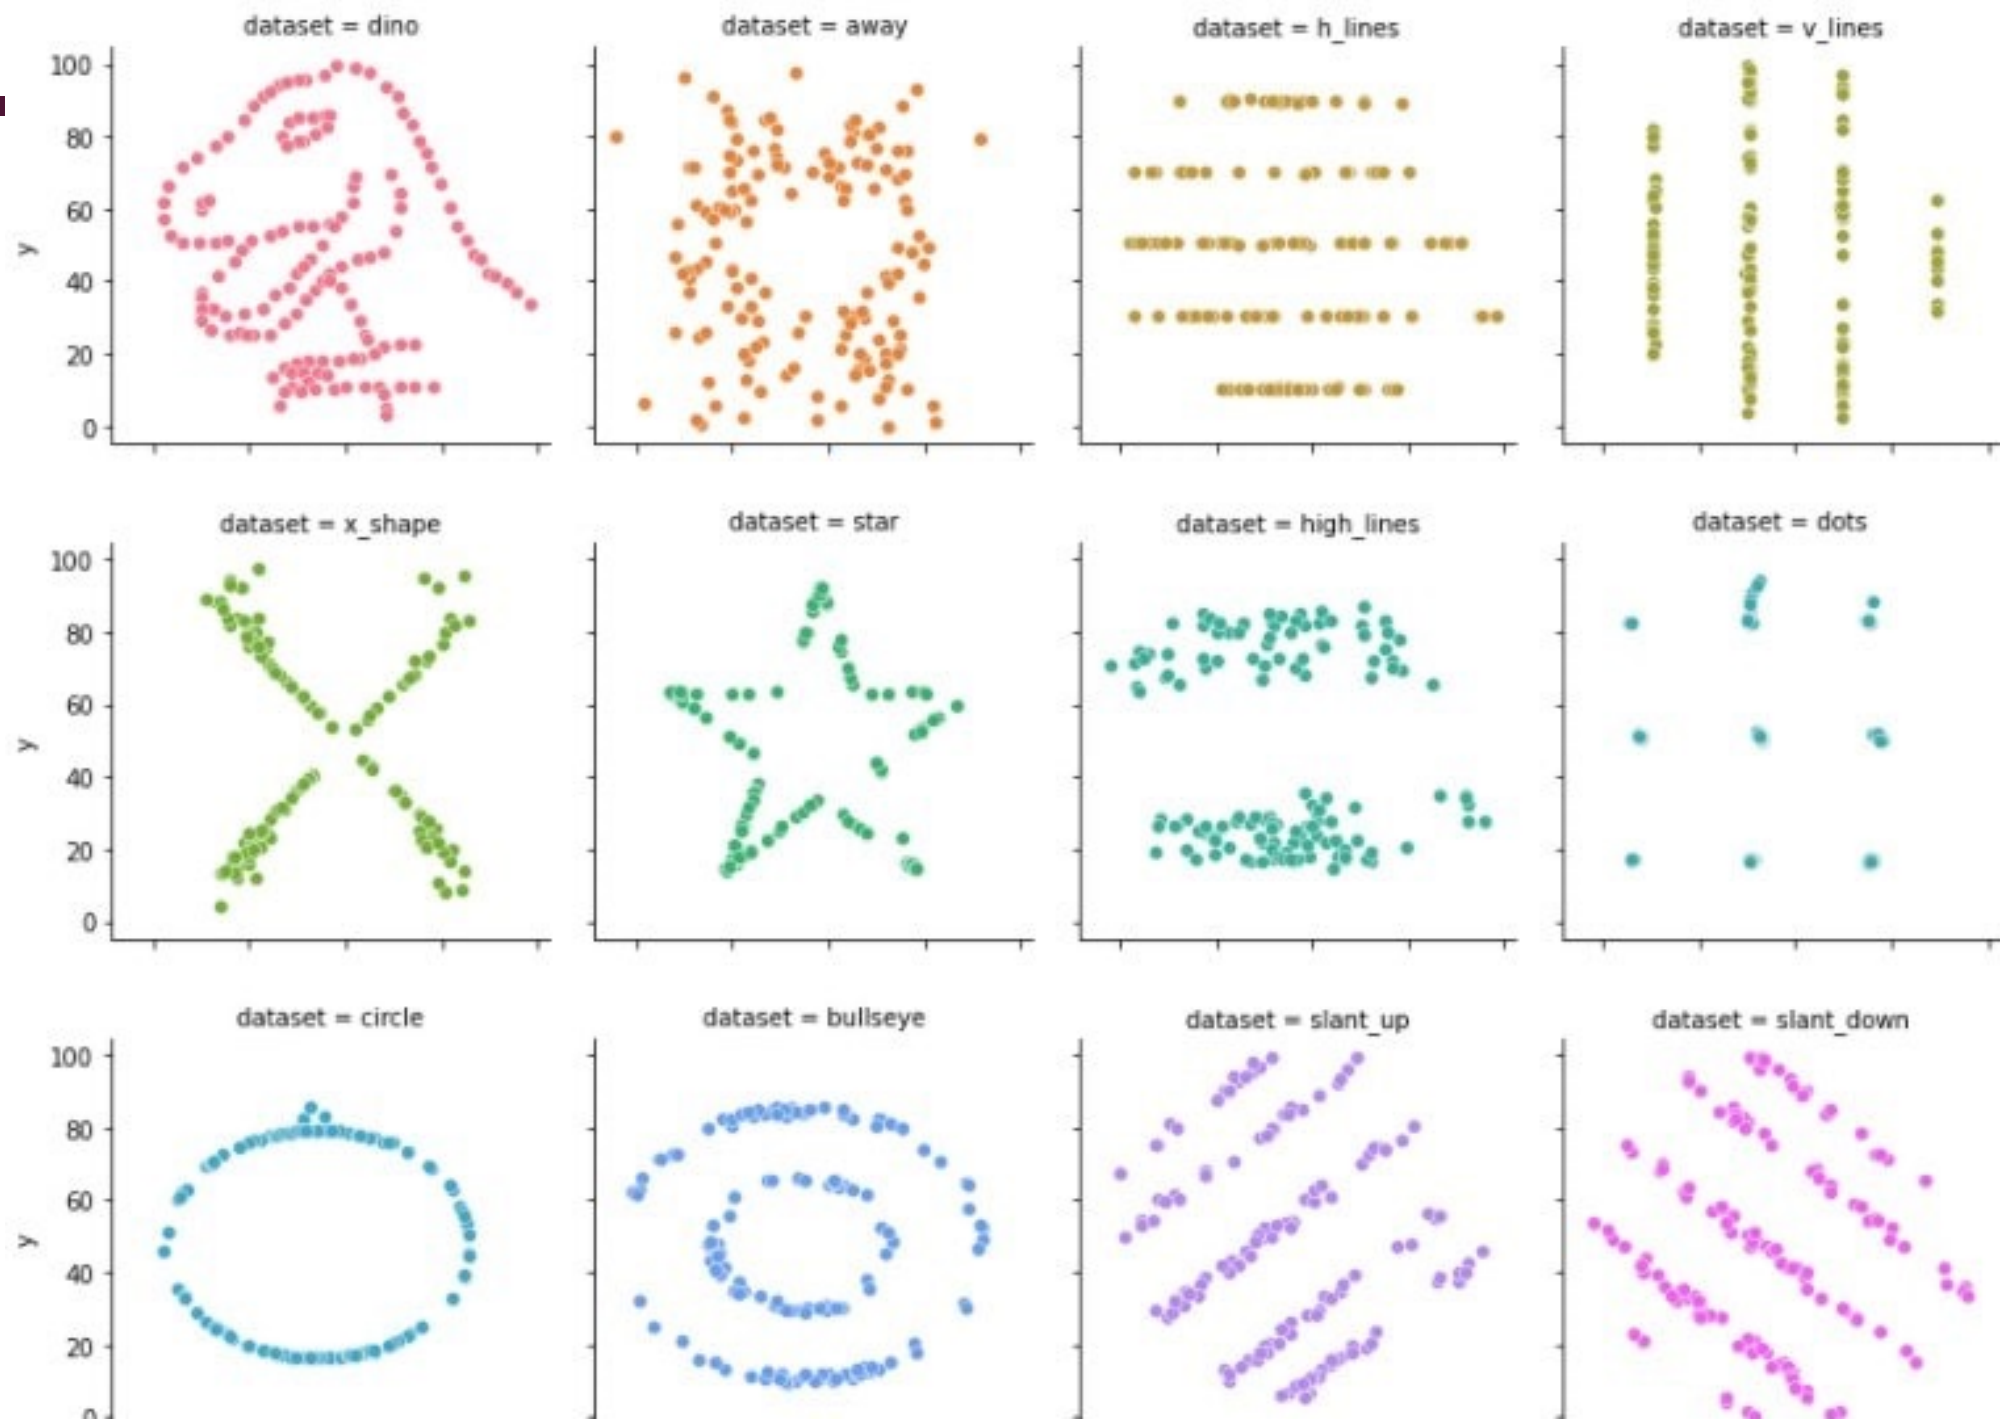 dataset = dino
dataset = away
dataset = h_lines
dataset = v_lines
100
80
60
40
20
0
y
dataset = x_shape
dataset = star
dataset = high_lines
dataset = dots
100
80
60
40
20
0
y
dataset = circle
dataset = bullseye
dataset = slant_up
dataset = slant_down
100
80
60
40
20
0
y